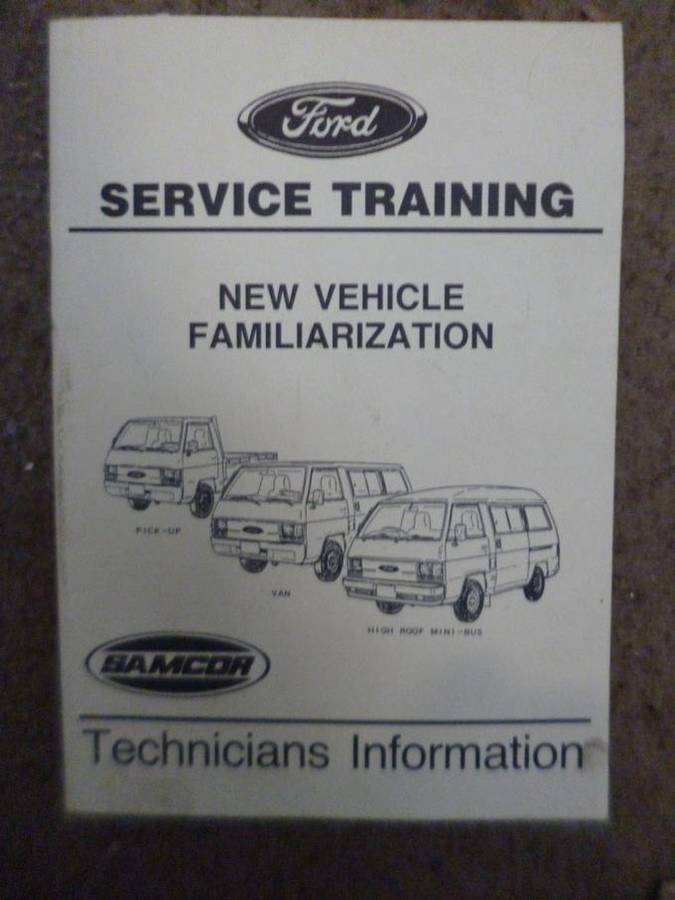 Ford
SERVICE TRAINING
NEW VEHICLE
FAMILIARIZATION
PICK-UP
VAN
HIGH ROOF MINI-BUS
SAMCOR
Technicians Information